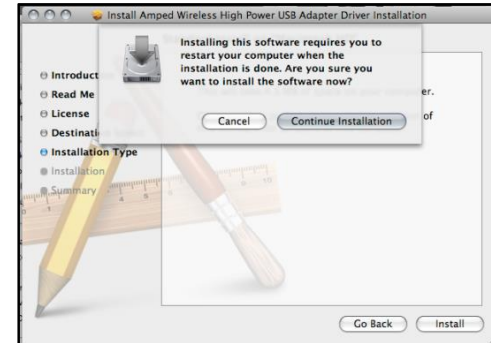 Install Amped Wireless High Power USB Adapter Driver Installation
Installing this software requires you to
restart your computer when the
installation is done. Are you sure you
want to install the software now?
Cancel
Continue Installation
Introduct
Read Me
License
Destinati
Installation Type
Installation
Summary
er.
of
Go Back
Install